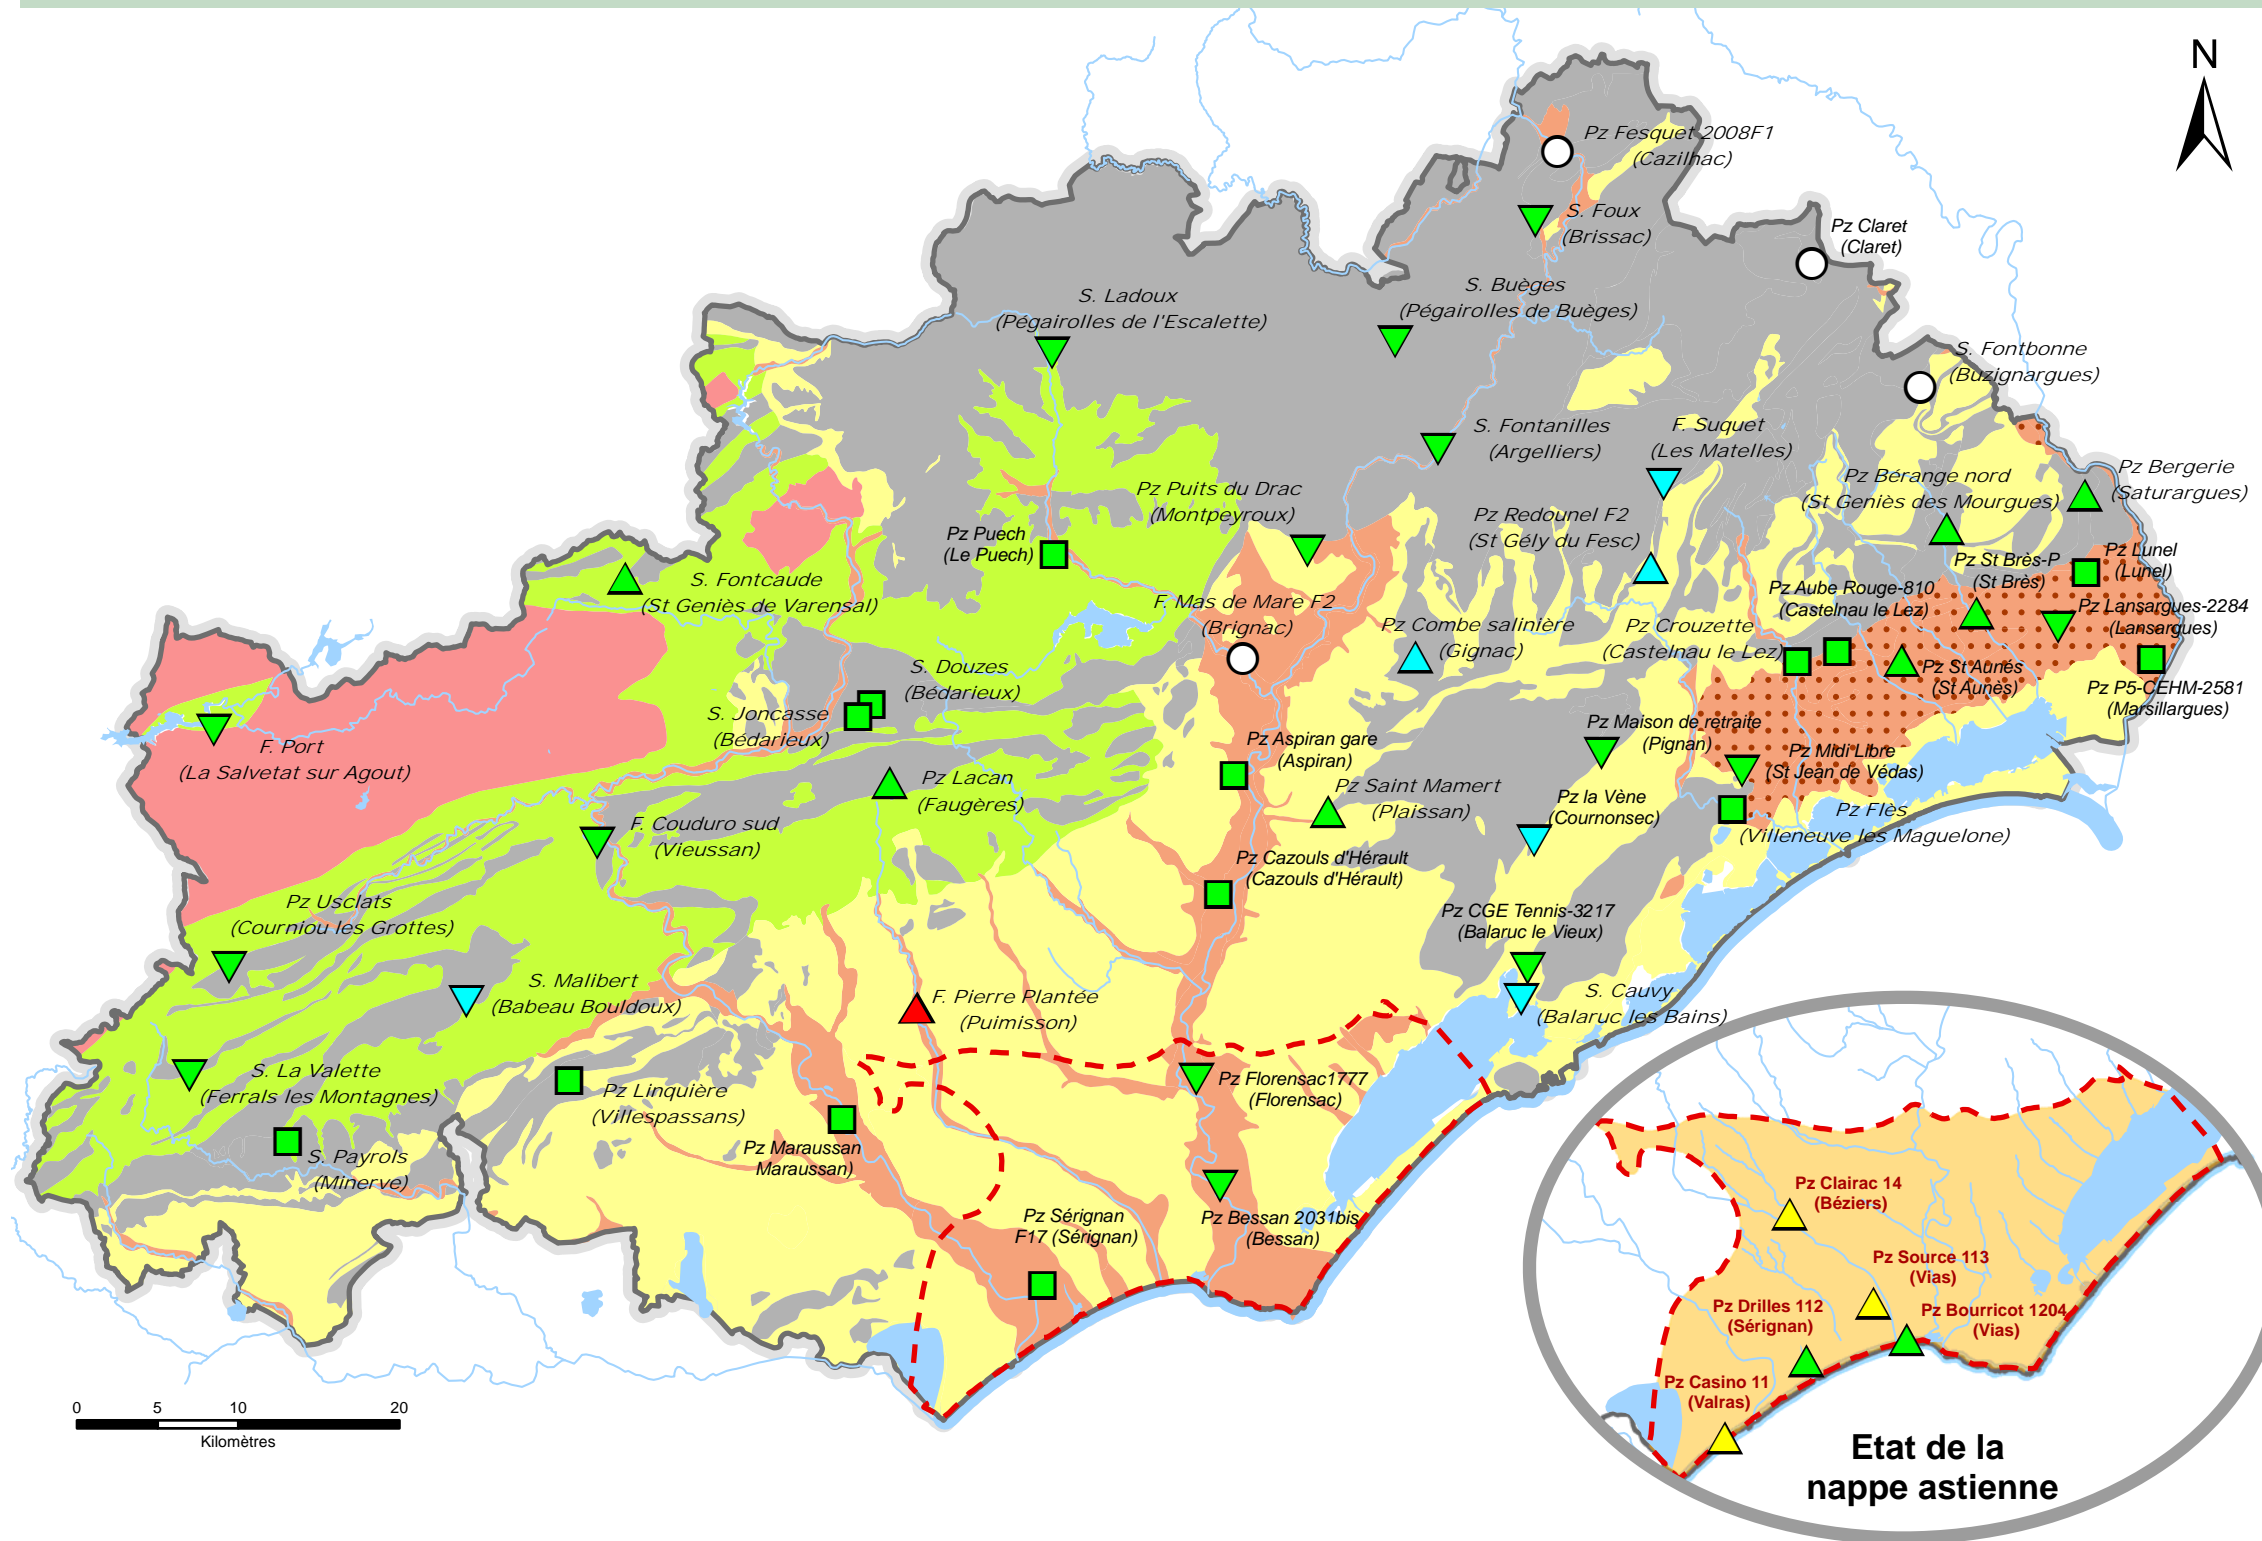 N
Pz Fesquet 2008F1
(Cazilhac)
S. Foux
(Brissac)
Pz Claret
(Claret)
S. Ladoux
(Pégairolles de l'Escalette)
S. Buèges
(Pégairolles de Buèges)
S. Fontbonne
(Buzignargues)
S. Fontanilles
(Argelliers)
F. Suquet
(Les Matelles)
Pz Bérange nord
(St Geniès des Mourgues)
Pz Bergerie
(Saturargues)
Pz Puits du Drac
(Montpeyroux)
Pz Redounel F2
(St Gély du Fesc)
Pz Puech
(Le Puech)
Pz St Brès-P
(St Brès)
Pz Lunel
(Lunel)
S. Fontcaude
(St Geniès de Varensal)
Pz Aube Rouge-810
(Castelnau le Lez)
F. Mas de Mare F2
(Brignac)
Pz Lansargues-2284
(Lansargues)
Pz Combe salinière
(Gignac)
Pz Crouzette
(Castelnau le Lez)
S. Douzes
(Bédarieux)
Pz St Aunés
(St Aunès)
Pz P5-CEHM-2581
(Marsillargues)
S. Joncasse
(Bédarieux)
Pz Maison de retraite
(Pignan)
F. Port
(La Salvetat sur Agout)
Pz Aspiran gare
(Aspiran)
Pz Midi Libre
(St Jean de Védas)
Pz Lacan
(Faugères)
Pz Saint Mamert
(Plaissan)
Pz la Vène
(Cournonsec)
Pz Flès
(Villeneuve les Maguelone)
F. Couduro sud
(Vieussan)
Pz Cazouls d'Hérault
(Cazouls d'Hérault)
Pz Usclats
(Courniou les Grottes)
Pz CGE Tennis-3217
(Balaruc le Vieux)
S. Malibert
(Babeau Bouldoux)
F. Pierre Plantée
(Puimisson)
S. Cauvy
(Balaruc les Bains)
S. La Valette
(Ferrals les Montagnes)
Pz Linquière
(Villespassans)
Pz Florensac1777
(Florensac)
Pz Maraussan
Maraussan)
S. Payrols
(Minerve)
Pz Sérignan
F17 (Sérignan)
Pz Bessan 2031bis
(Bessan)
Pz Clairac 14
(Béziers)
Pz Source 113
(Vias)
Pz Drilles 112
(Sérignan)
Pz Bourricot 1204
(Vias)
Pz Casino 11
(Valras)
0 5 10 20
Kilomètres
Etat de la
nappe astienne